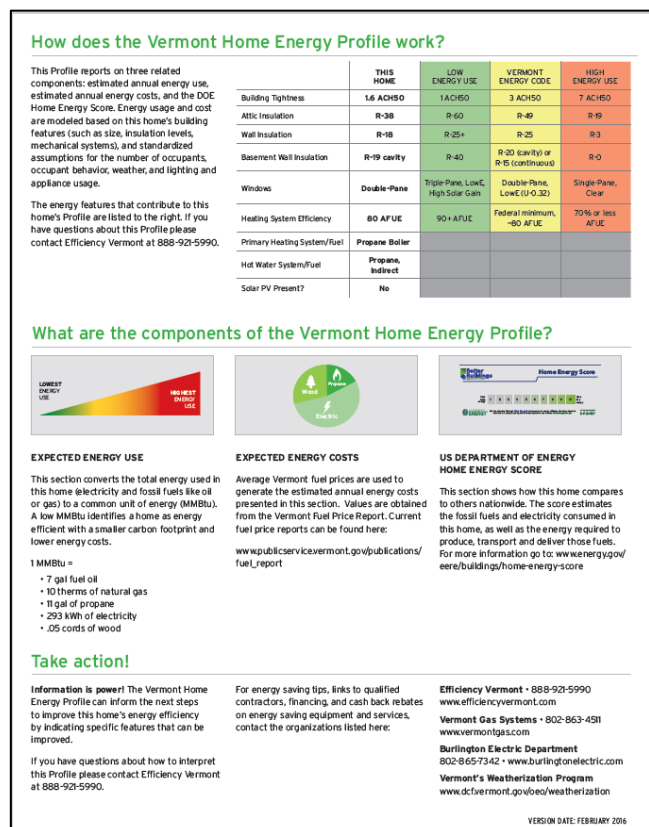 How does the Vermont Home Energy Profile work?
This Profile reports on three related
components: estimated annual energy use,
estimated annual energy costs, and the DOE
Home Energy Score. Energy usage and cost
are modeled based on this home's building
features (such as size, insulation levels,
mechanical systems), and standardized
assumptions for the number of occupants,
occupant behavior, weather, and lighting and
appliance usage.
The energy features that contribute to this
home's Profile are listed to the right. If you
have questions about this Profile please
contact Efficiency Vermont at 888-921-5990.
THIS HOME LOW ENERGY USE VERMONT ENERGY CODE HIGH ENERGY USE
Building Tightness 1.6 ACH50 1 ACH50 3 ACH50 7 ACH50
Attic Insulation R-38 R-60 R-49 R-19
Wall Insulation R-18 R-25+ R-25 R-3
Basement Wall Insulation R-19 cavity R-40 R-20 (cavity) or R-15 (continuous) R-0
Windows Double-Pane Triple-Pane, LowE, High Solar Gain Double-Pane, LowE (U-0.32) Single-Pane, Clear
Heating System Efficiency 80 AFUE 90+ AFUE Federal minimum, ~80 AFUE 70% or less AFUE
Primary Heating System/Fuel Propane Boiler
Hot Water System/Fuel Propane, Indirect
Solar PV Present? No
What are the components of the Vermont Home Energy Profile?
LOWEST
ENERGY
USE
HIGHEST
ENERGY
USE
Wood
Propane
Electric
Better
Buildings
Home Energy Score
ENERGY
EXPECTED ENERGY USE
This section converts the total energy used in
this home (electricity and fossil fuels like oil
or gas) to a common unit of energy (MMBtu).
A low MMBtu identifies a home as energy
efficient with a smaller carbon footprint and
lower energy costs.
1 MMBtu =
• 7 gal fuel oil
• 10 therms of natural gas
• 11 gal of propane
• 293 kWh of electricity
• .05 cords of wood
EXPECTED ENERGY COSTS
Average Vermont fuel prices are used to
generate the estimated annual energy costs
presented in this section. Values are obtained
from the Vermont Fuel Price Report. Current
fuel price reports can be found here:
www.publicservice.vermont.gov/publications/
fuel_report
US DEPARTMENT OF ENERGY
HOME ENERGY SCORE
This section shows how this home compares
to others nationwide. The score estimates
the fossil fuels and electricity consumed in
this home, as well as the energy required to
produce, transport and deliver those fuels.
For more information go to: www.energy.gov/
eere/buildings/home-energy-score
Take action!
Information is power! The Vermont Home
Energy Profile can inform the next steps
to improve this home's energy efficiency
by indicating specific features that can be
improved.
If you have questions about how to interpret
this Profile please contact Efficiency Vermont
at 888-921-5990.
For energy saving tips, links to qualified
contractors, financing, and cash back rebates
on energy saving equipment and services,
contact the organizations listed here:
Efficiency Vermont • 888-921-5990
www.efficiencyvermont.com
Vermont Gas Systems • 802-863-4511
www.vermontgas.com
Burlington Electric Department
802-865-7342 • www.burlingtonelectric.com
Vermont's Weatherization Program
www.dcf.vermont.gov/oeo/weatherization
VERSION DATE: FEBRUARY 2016